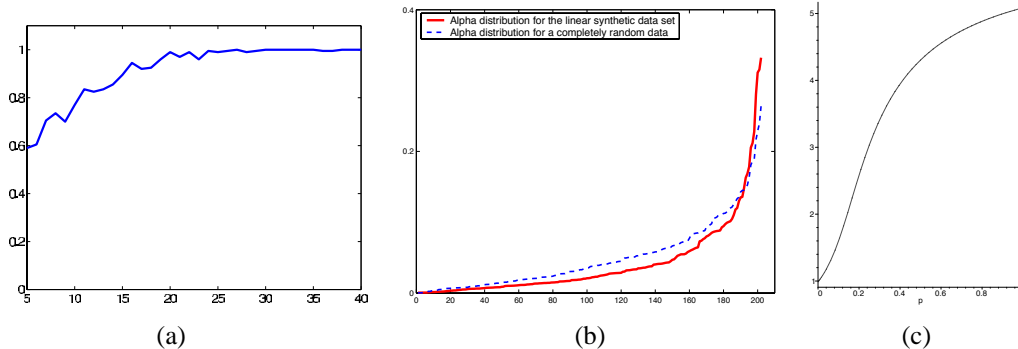 1
0.8
0.6
0.4
0.2
0
5 10 15 20 25 30 35 40
(a)
0.4
Alpha distribution for the linear synthetic data set
Alpha distribution for a completely random data
0.2
0
0 20 40 60 80 100 120 140 160 180 200
(b)
5
4
3
2
1
0 0.2 0.4 0.6 0.8
p
(c)